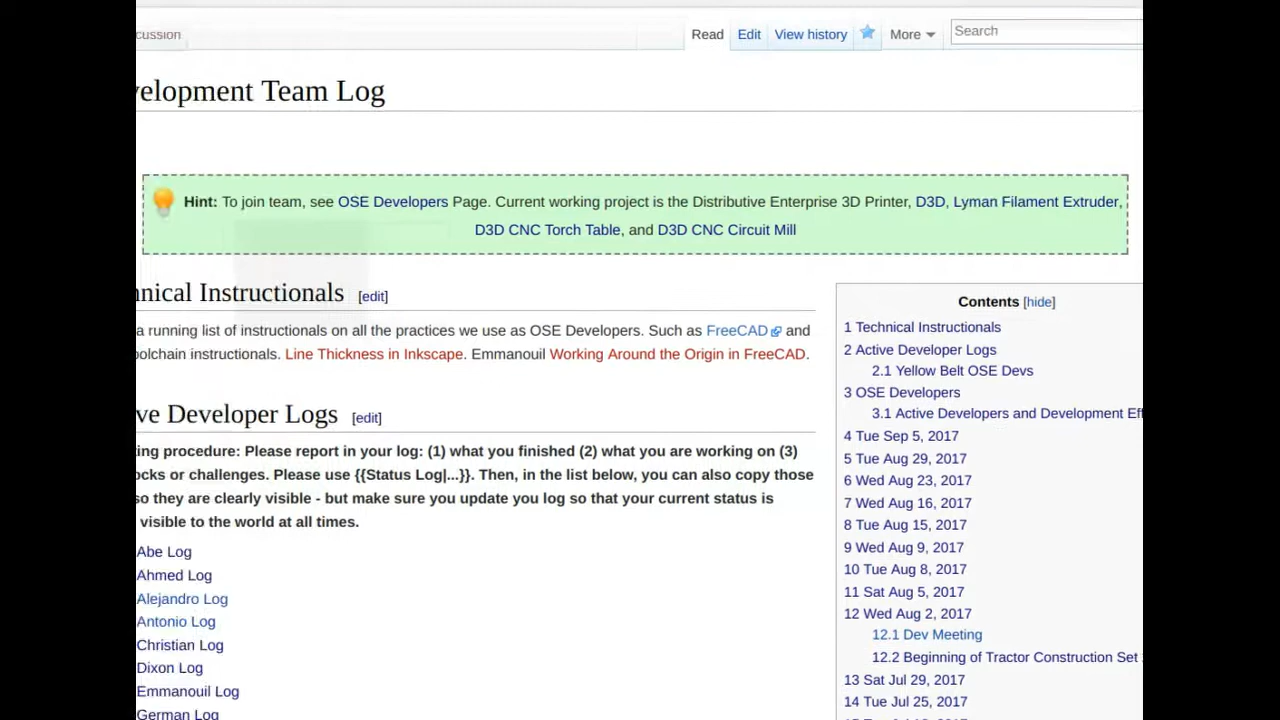 cussion
Read Edit View history More Search
velopment Team Log
Hint: To join team, see OSE Developers Page. Current working project is the Distributive Enterprise 3D Printer, D3D, Lyman Filament Extruder,
D3D CNC Torch Table, and D3D CNC Circuit Mill
nical Instructionals [edit]
a running list of instructionals on all the practices we use as OSE Developers. Such as FreeCAD and
olchain instructionals. Line Thickness in Inkscape. Emmanouil Working Around the Origin in FreeCAD.
ve Developer Logs [edit]
ing procedure: Please report in your log: (1) what you finished (2) what you are working on (3)
ocks or challenges. Please use {{Status Log|...}}. Then, in the list below, you can also copy those
so they are clearly visible - but make sure you update you log so that your current status is
visible to the world at all times.
Abe Log
Ahmed Log
Alejandro Log
Antonio Log
Christian Log
Dixon Log
Emmanouil Log
German Log
Contents [hide]
1 Technical Instructionals
2 Active Developer Logs
2.1 Yellow Belt OSE Devs
3 OSE Developers
3.1 Active Developers and Development Eff
4 Tue Sep 5, 2017
5 Tue Aug 29, 2017
6 Wed Aug 23, 2017
7 Wed Aug 16, 2017
8 Tue Aug 15, 2017
9 Wed Aug 9, 2017
10 Tue Aug 8, 2017
11 Sat Aug 5, 2017
12 Wed Aug 2, 2017
12.1 Dev Meeting
12.2 Beginning of Tractor Construction Set
13 Sat Jul 29, 2017
14 Tue Jul 25, 2017